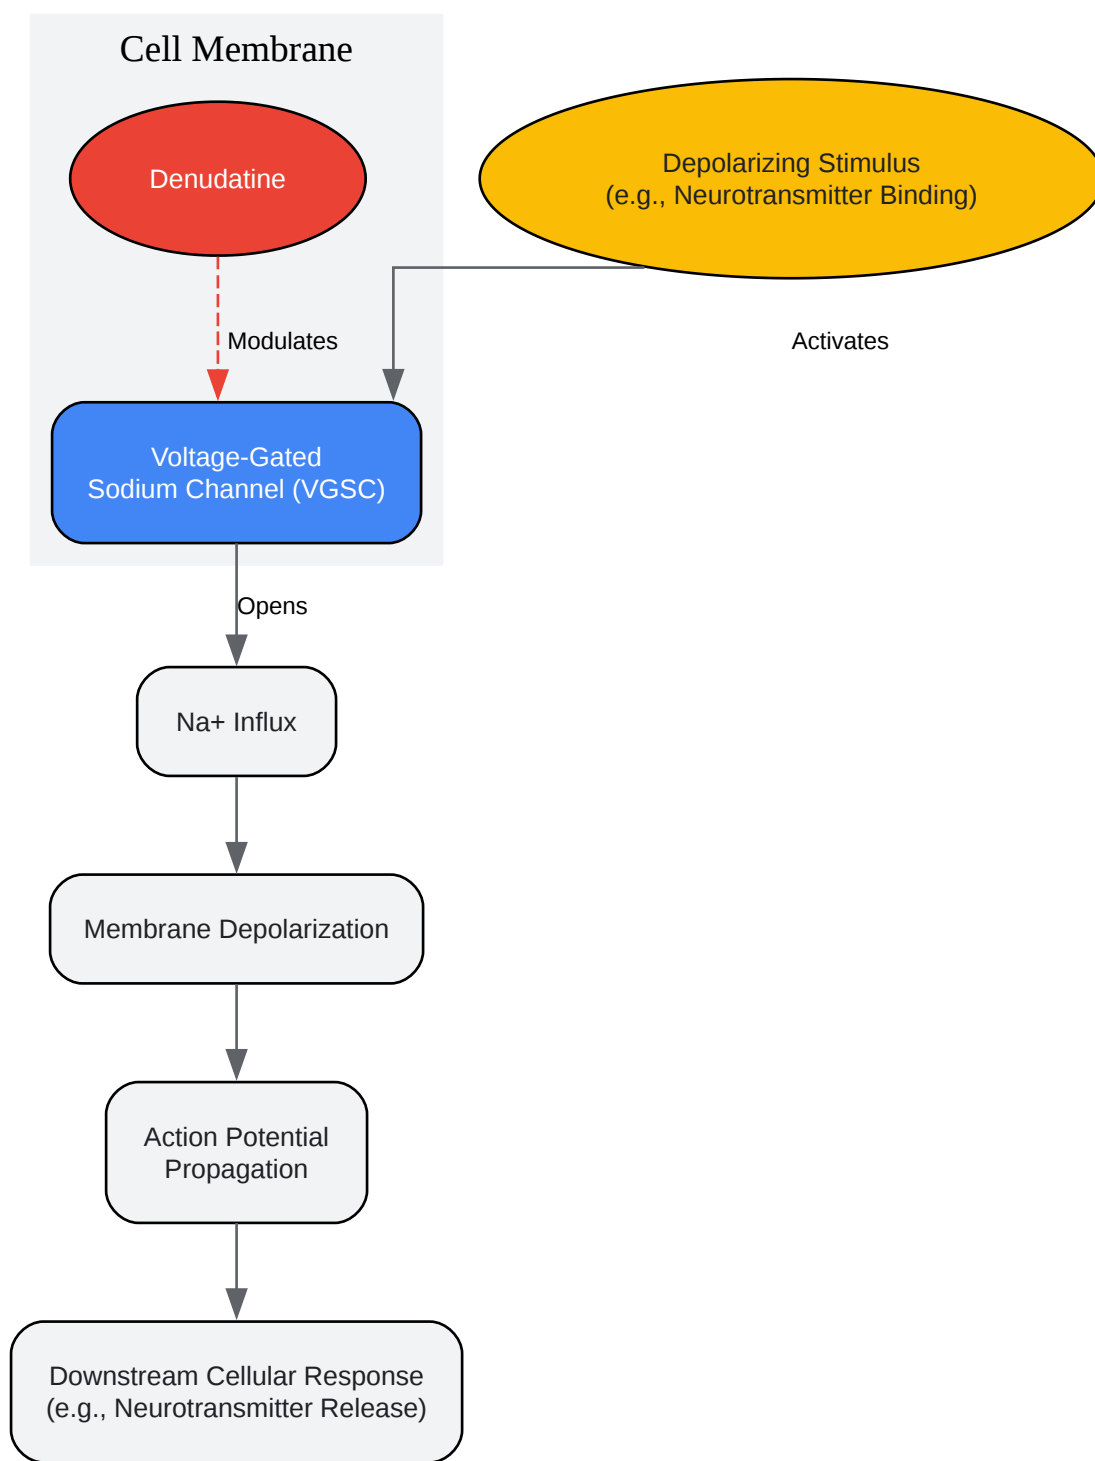 Cell Membrane
Denudatine
Depolarizing Stimulus
(e.g., Neurotransmitter Binding)
Modulates
Activates
Voltage-Gated
Sodium Channel (VGSC)
Opens
Na+ Influx
Membrane Depolarization
Action Potential
Propagation
Downstream Cellular Response
(e.g., Neurotransmitter Release)